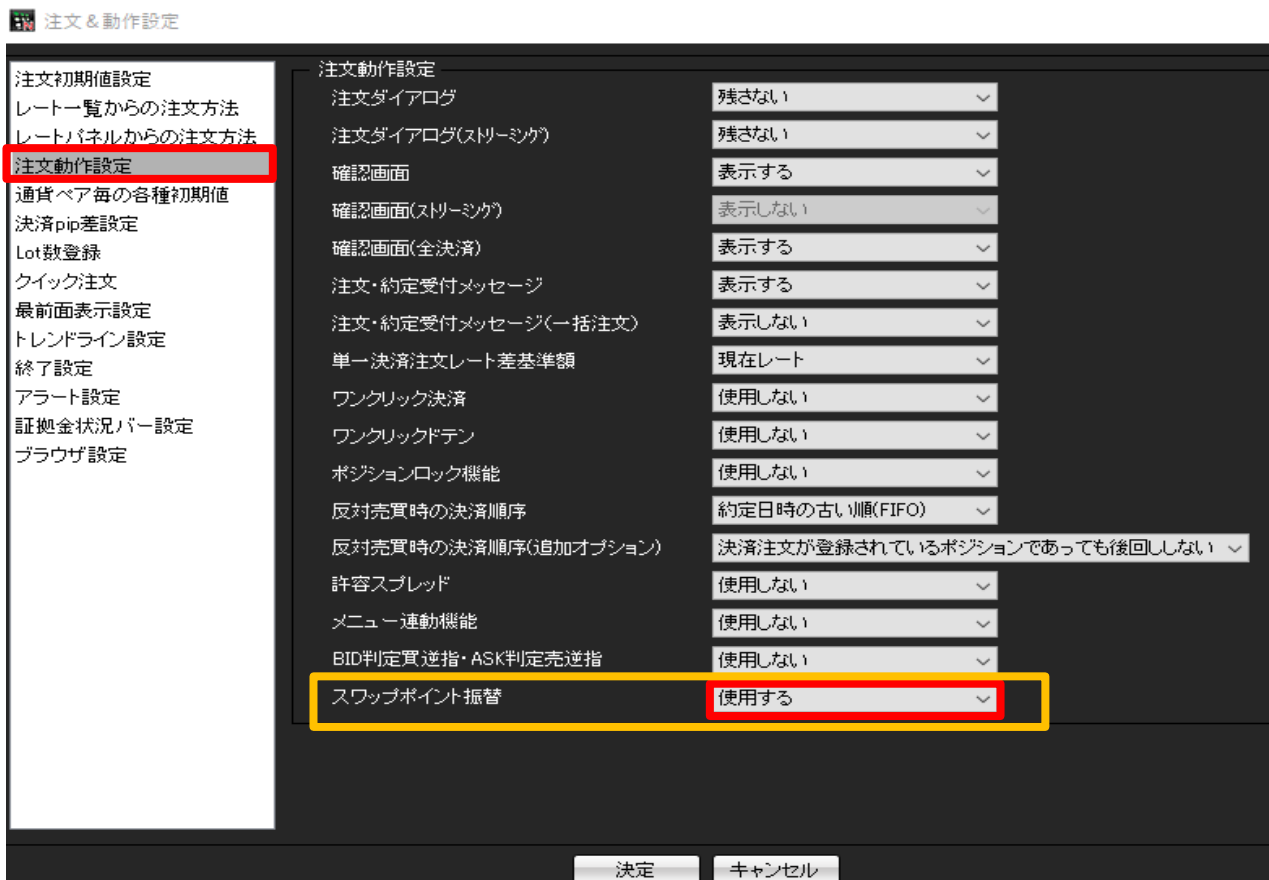 注文＆動作設定
注文初期値設定
レート一覧からの注文方法
レートパネルからの注文方法
注文動作設定
通貨ペア毎の各種初期値
決済pip差設定
Lot数登録
クイック注文
最前面表示設定
トレンドライン設定
終了設定
アラート設定
証拠金状況バー設定
ブラウザ設定
注文動作設定
注文ダイアログ 残さない
注文ダイアログ(ストリーミング) 残さない
確認画面 表示する
確認画面(ストリーミング) 表示しない
確認画面(全決済) 表示する
注文・約定受付メッセージ 表示する
注文・約定受付メッセージ(一括注文) 表示しない
単一決済注文レート差基準額 現在レート
ワンクリック決済 使用しない
ワンクリックドテン 使用しない
ポジションロック機能 使用しない
反対売買時の決済順序 約定日時の古い順(FIFO)
反対売買時の決済順序(追加オプション) 決済注文が登録されているポジションであっても後回ししない
許容スプレッド 使用しない
メニュー連動機能 使用しない
BID判定買逆指・ASK判定売逆指 使用しない
スワップポイント振替 使用する
決定 キャンセル